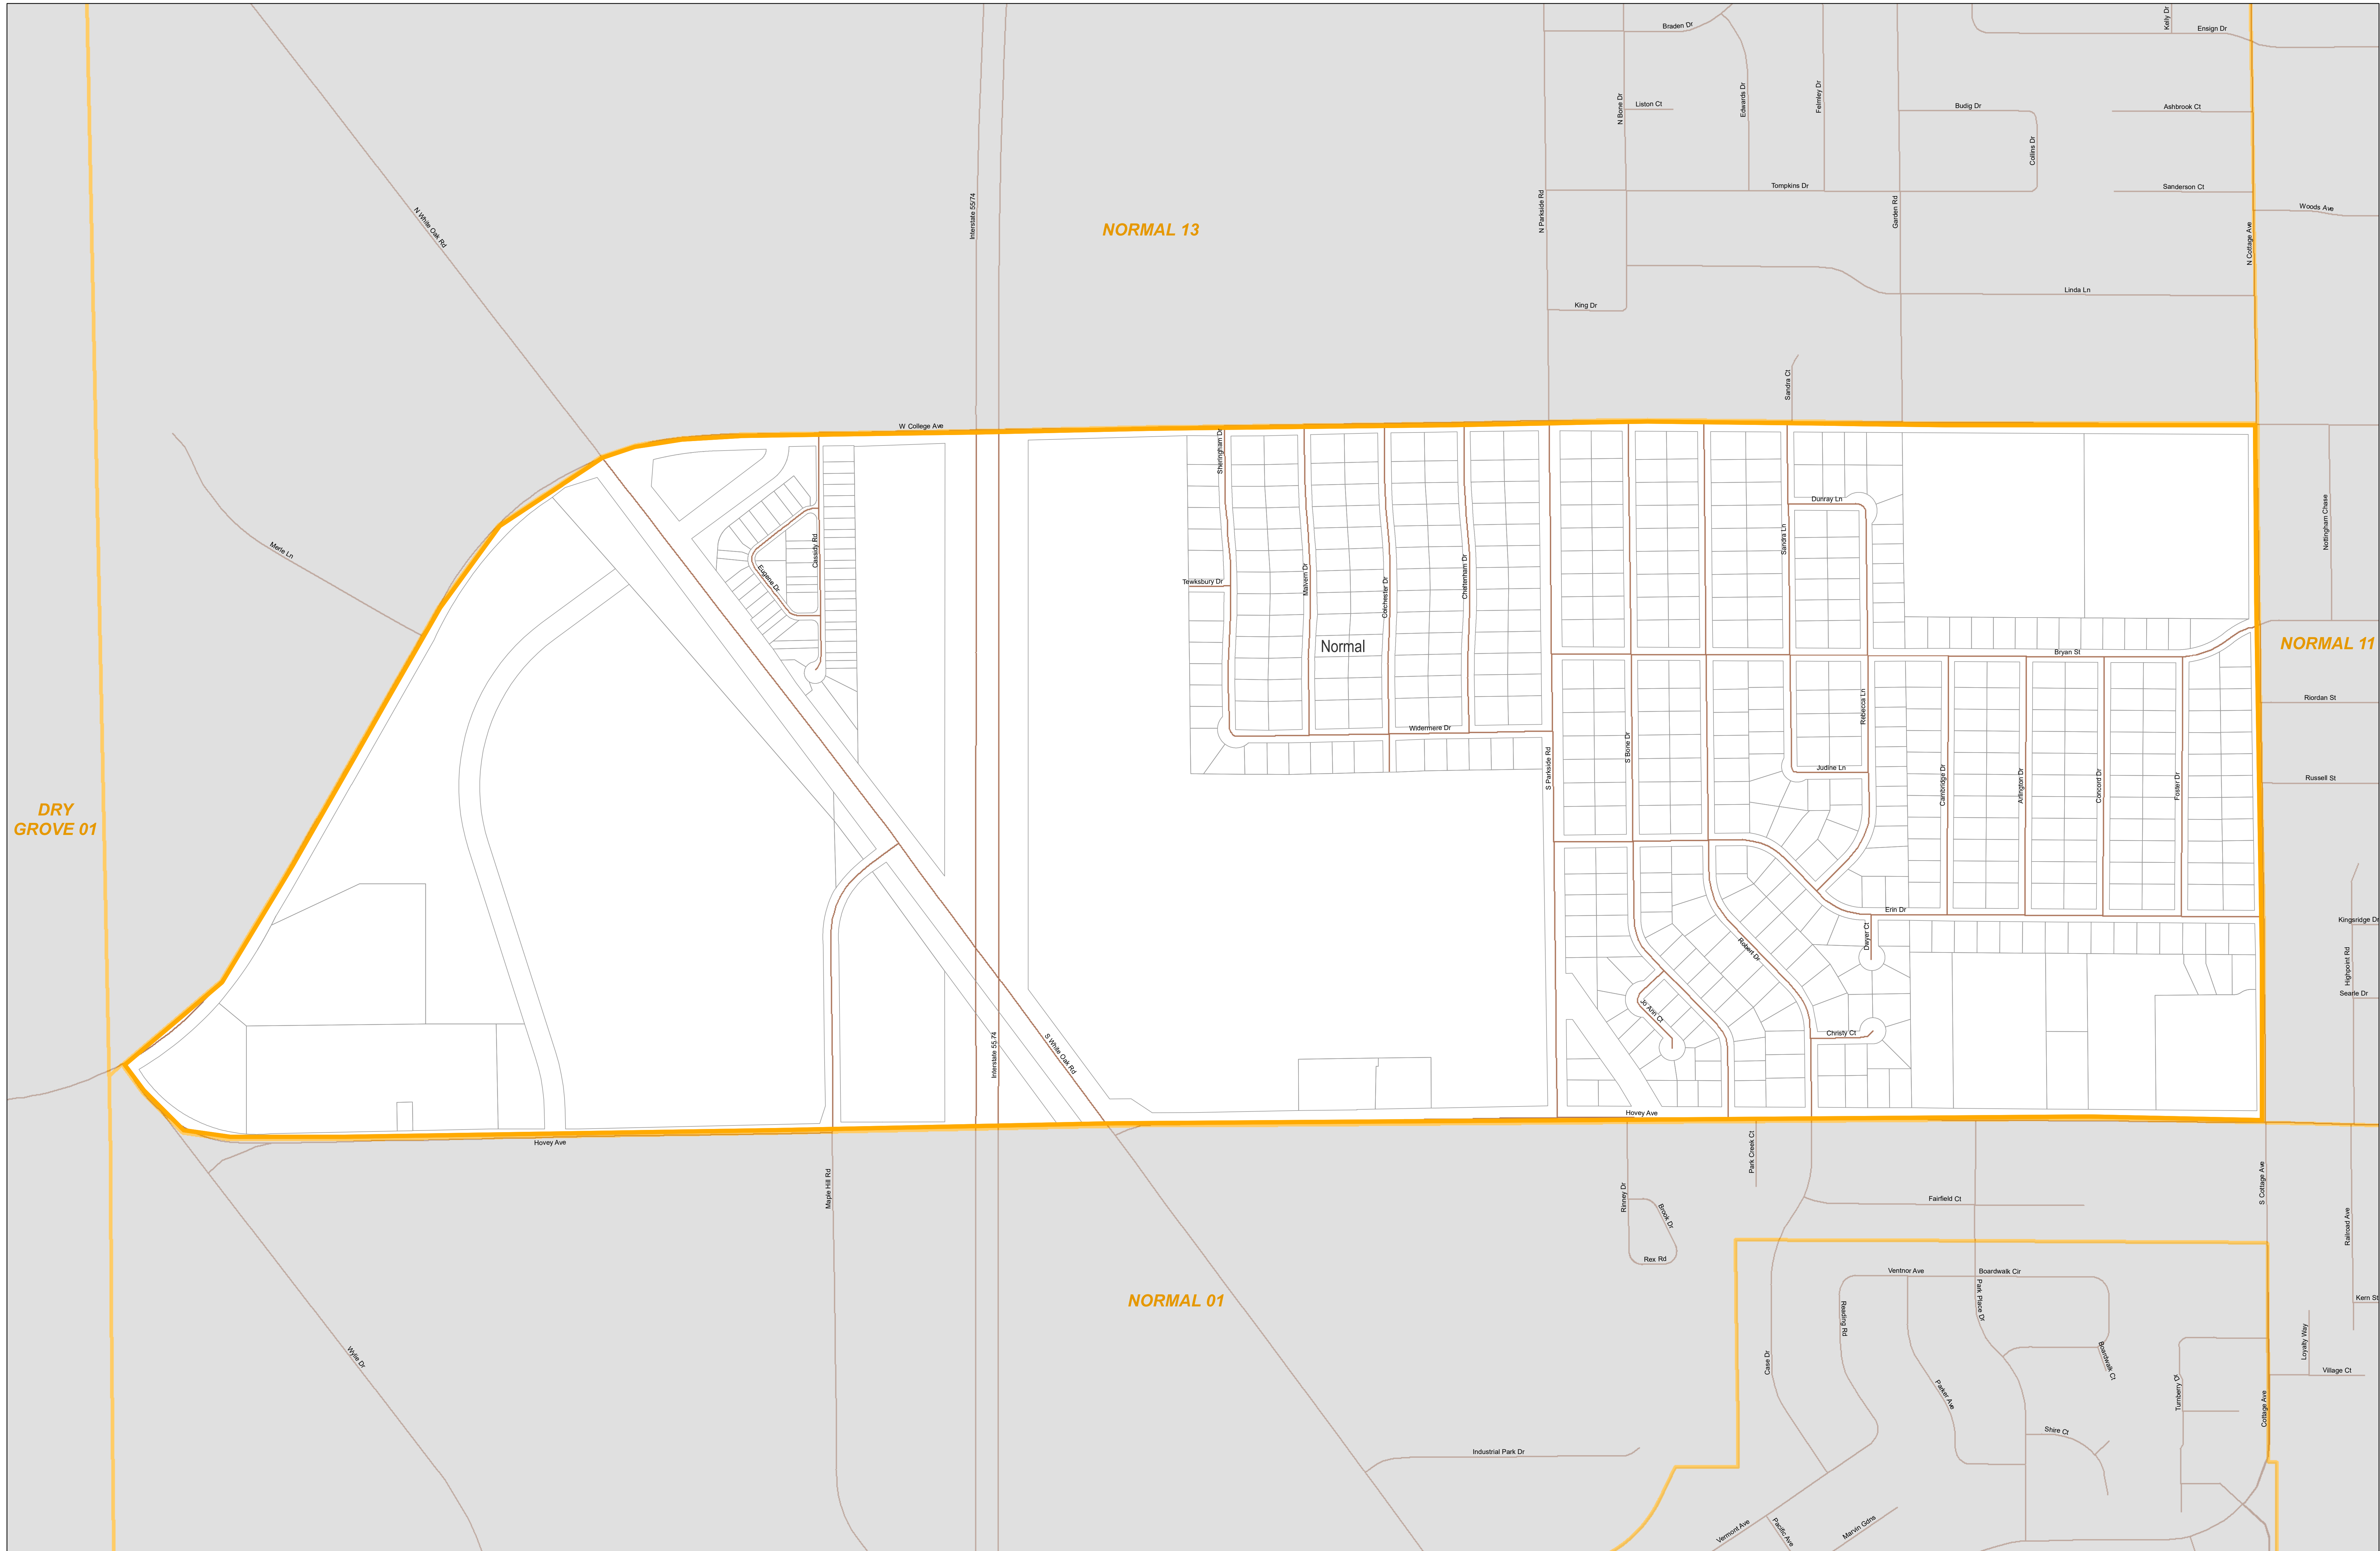 Braden Dr
Kelly Dr
Ensign Dr
N Bone Dr
Liston Ct
Edwards Dr
Felmley Dr
Budig Dr
Ashbrook Ct
Collins Dr
N White Oak Rd
Interstate 55/74
NORMAL 13
N Parkside Rd
Tompkins Dr
Garden Rd
Sanderson Ct
Woods Ave
N Cottage Ave
King Dr
Linda Ln
Sandra Ct
W College Ave
Sheringham Dr
Dunray Ln
Merle Ln
Eugene Dr
Cassidy Rd
Tewksbury Dr
Malvern Dr
Colchester Dr
Cheltenham Dr
Sandra Ln
Nottingham Chase
Normal
Bryan St
NORMAL 11
Riordan St
Widermere Dr
S Parkside Rd
S Bone Dr
Rebecca Ln
Judine Ln
Cambridge Dr
Arlington Dr
Concord Dr
Foster Dr
Russell St
DRY
GROVE 01
Erin Dr
Dwyer Ct
Robert Dr
Kingsridge Dr
Highpoint Rd
Searle Dr
Jo Ann Ct
Christy Ct
Interstate 55 74
S White Oak Rd
Hovey Ave
Hovey Ave
Maple Hill Rd
Rinney Dr
Brook Dr
Rex Rd
Park Creek Ct
Fairfield Ct
S Cottage Ave
Railroad Ave
NORMAL 01
Ventnor Ave
Boardwalk Cir
Park Place Dr
Reading Rd
Kern St
Wylie Dr
Case Dr
Parker Ave
Boardwalk Ct
Turnberry Dr
Loyalty Way
Village Ct
Cottage Ave
Shire Ct
Industrial Park Dr
Vermont Ave
Pacific Ave
Marvin Gdns